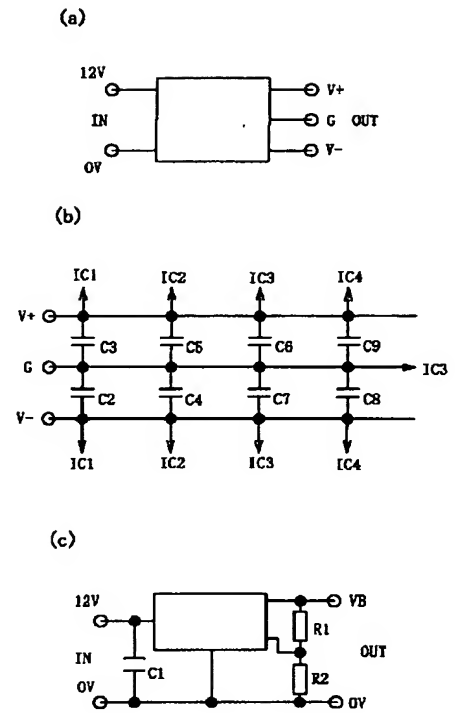 (a)
12V V+
IN G OUT
0V V-
(b)
IC1 IC2 IC3 IC4
V+
C3 C5 C6 C9
G IC3
C2 C4 C7 C8
V-
IC1 IC2 IC3 IC4
(c)
12V VB
R1
IN C1 OUT
R2
0V 0V